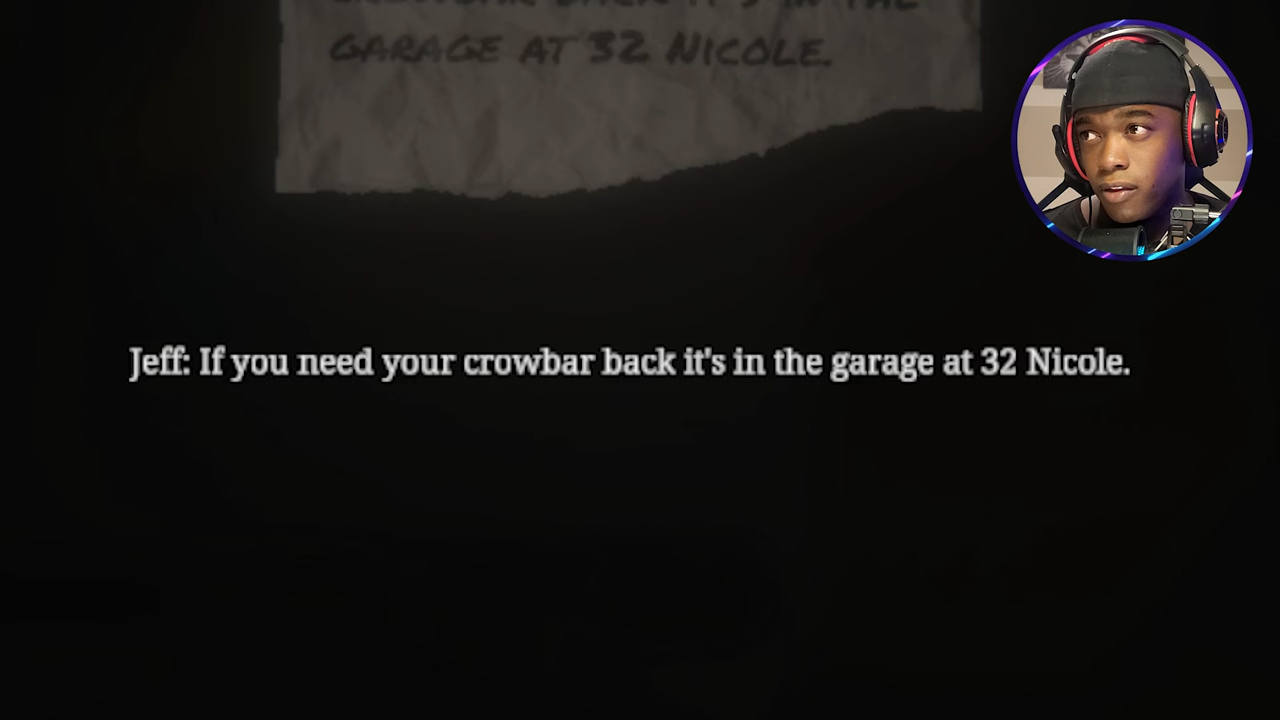 GARAGE AT 32 NICOLE.
Jeff: If you need your crowbar back it's in the garage at 32 Nicole.